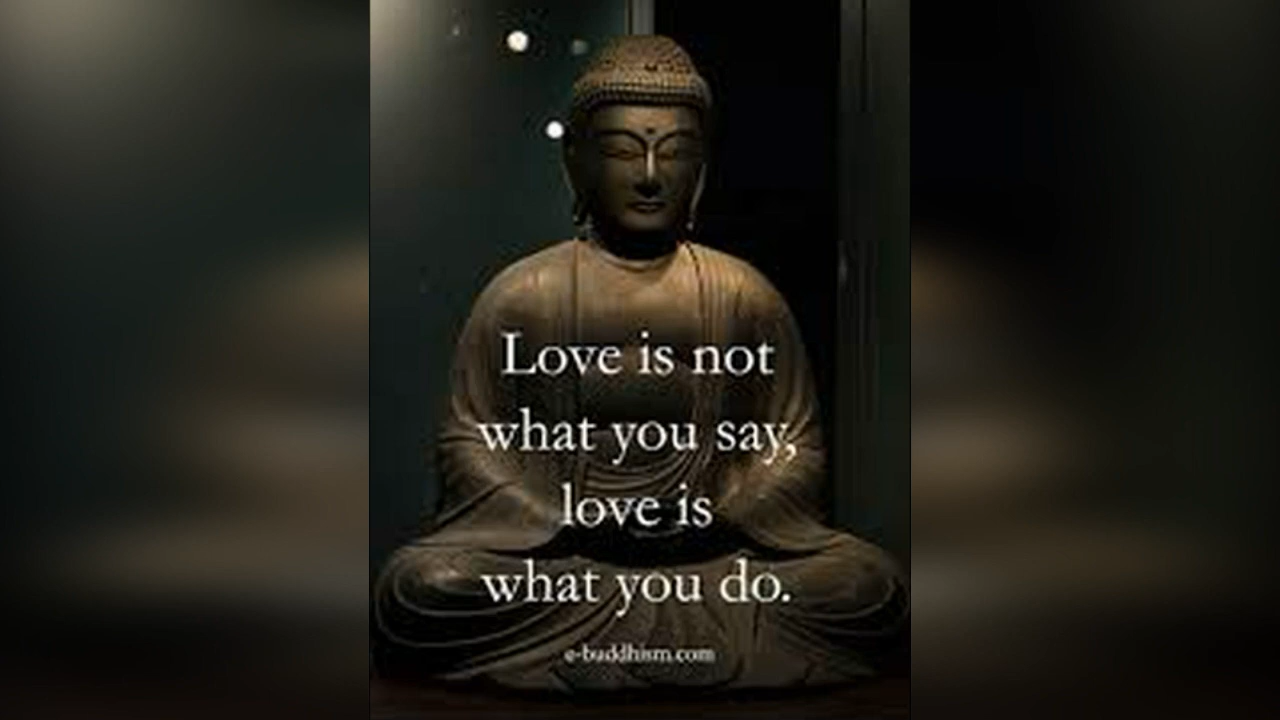 Love is not
what you say,
love is
what you do.
e-buddhism.com